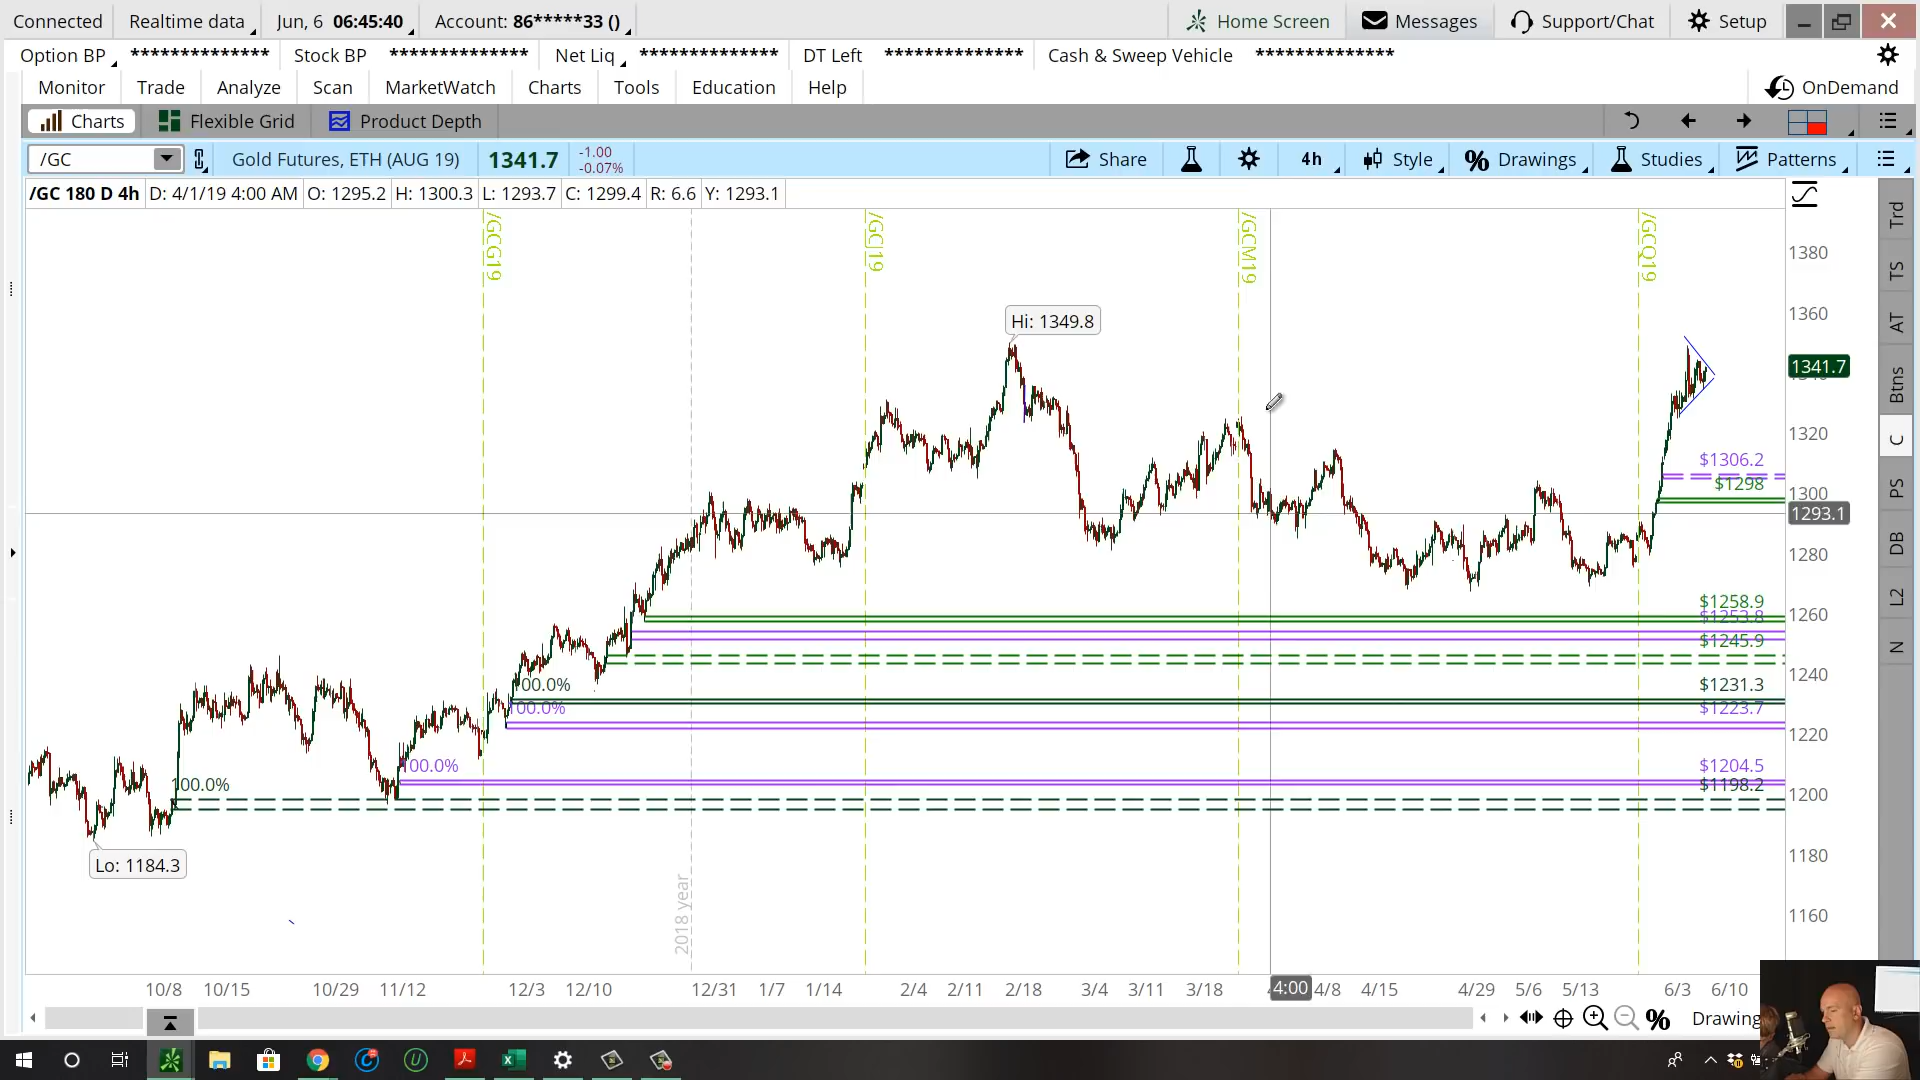 Connected Realtime data Jun, 6 06:45:40 Account: 86*****33 () Home Screen Messages Support/Chat Setup
Option BP ************** Stock BP ************** Net Liq ************** DT Left ************** Cash & Sweep Vehicle **************
Monitor Trade Analyze Scan MarketWatch Charts Tools Education Help OnDemand
Charts Flexible Grid Product Depth
/GC Gold Futures, ETH (AUG 19) 1341.7 -1.00 -0.07% Share 4h Style Drawings Studies Patterns
/GC 180 D 4h D: 4/1/19 4:00 AM O: 1295.2 H: 1300.3 L: 1293.7 C: 1299.4 R: 6.6 Y: 1293.1
/GCG19 /GCJ19 /GCM19 /GCQ19
1380
Hi: 1349.8
1360
1341.7
1320
$1306.2
$1298
1300
1293.1
1280
$1258.9
$1253.8
1260
$1245.9
1240
100.0% $1231.3
100.0% $1223.7
1220
100.0% $1204.5
100.0% $1198.2
1200
Lo: 1184.3
1180
2018 year
1160
10/8 10/15 10/29 11/12 12/3 12/10 12/31 1/7 1/14 2/4 2/11 2/18 3/4 3/11 3/18 4:00 4/8 4/15 4/29 5/6 5/13 6/3 6/10
Drawing
Trd
TS
AT
Btns
C
PS
DB
L2
N